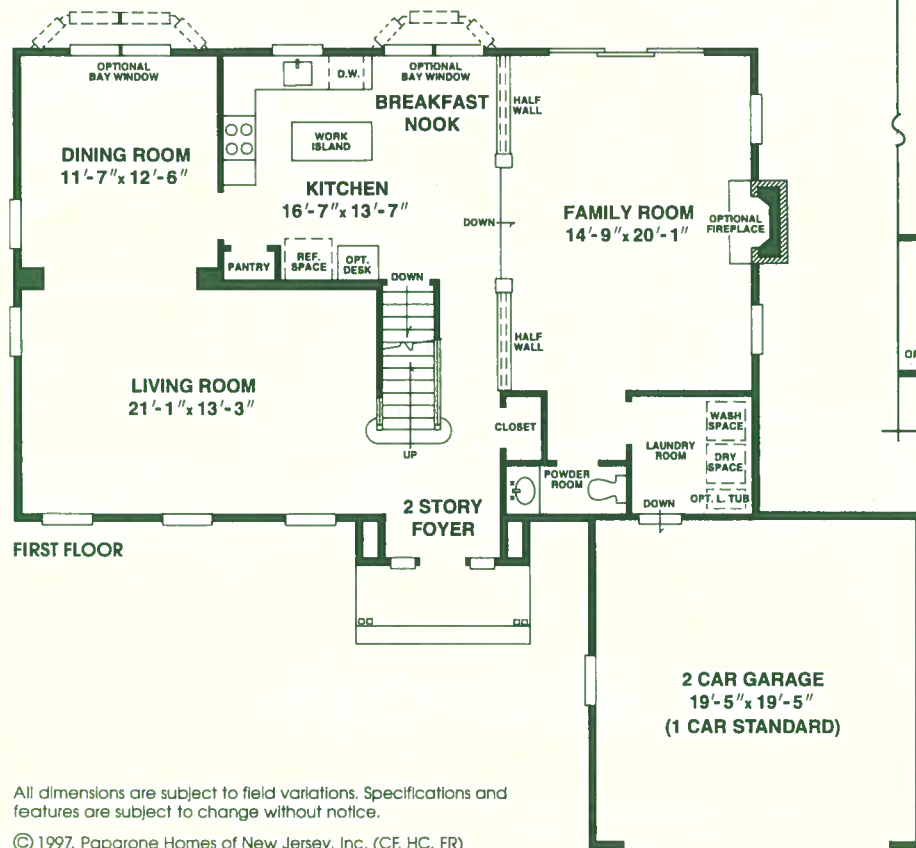 OPTIONAL
BAY WINDOW
OPTIONAL
BAY WINDOW
D.W.
BREAKFAST
NOOK
HALF
WALL
WORK
ISLAND
DINING ROOM
11'-7" x 12'-6"
KITCHEN
16'-7" x 13'-7"
DOWN
FAMILY ROOM
14'-9" x 20'-1"
OPTIONAL
FIREPLACE
PANTRY
REF.
SPACE
OPT.
DESK
DOWN
HALF
WALL
LIVING ROOM
21'-1" x 13'-3"
UP
CLOSET
WASH
SPACE
LAUNDRY
ROOM
DRY
SPACE
POWDER
ROOM
OPT. L. TUB
DOWN
2 STORY
FOYER
FIRST FLOOR
2 CAR GARAGE
19'-5" x 19'-5"
(1 CAR STANDARD)
All dimensions are subject to field variations. Specifications and
features are subject to change without notice.
© 1997, Paparone Homes of New Jersey, Inc. (CF, HC, FR)